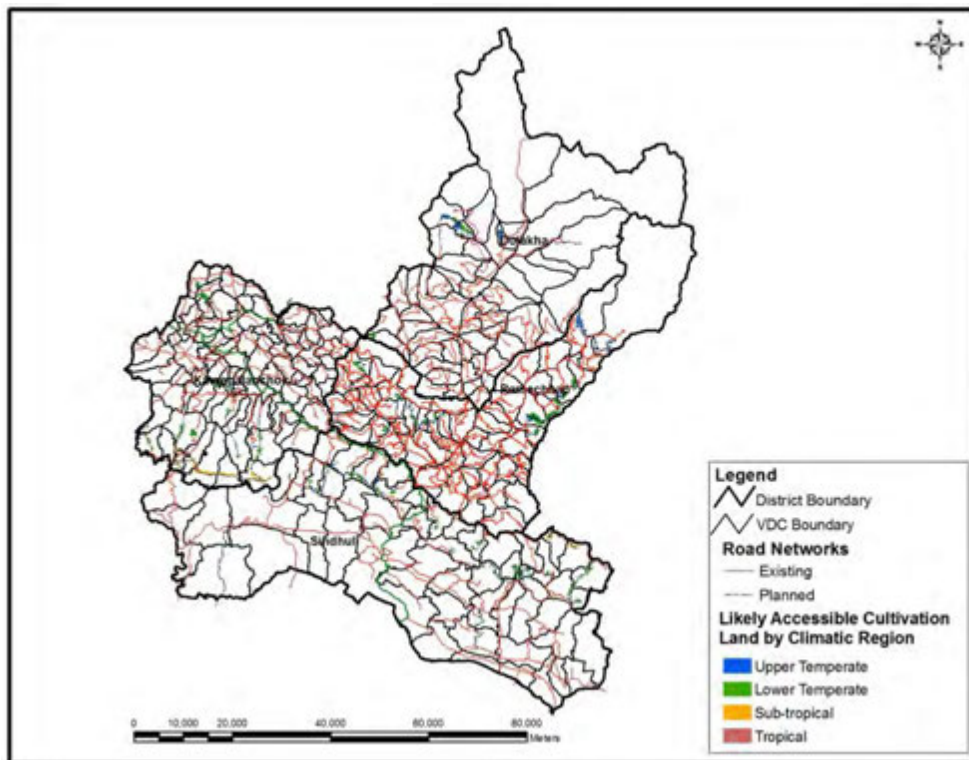 N
W E
S
Dolakha
Sindhuli
Legend
District Boundary
VDC Boundary
Road Networks
Existing
Planned
Likely Accessible Cultivation
Land by Climatic Region
Upper Temperate
Lower Temperate
Sub-tropical
Tropical
0 10,000 20,000 40,000 60,000 80,000
Meters